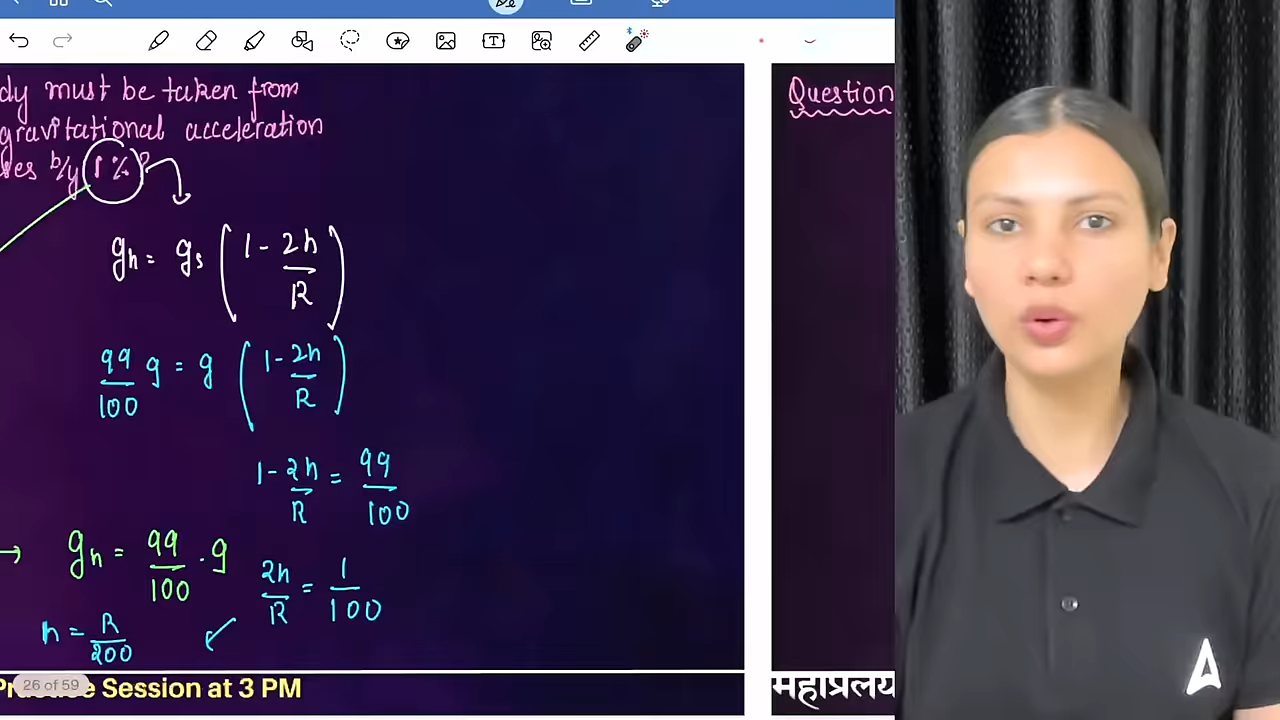 dy must be taken from
gravitational acceleration
es b/y 1%?
gh = gs (1 - 2h/R)
99/100 g = g (1 - 2h/R)
1 - 2h/R = 99/100
→ gh = 99/100 . g
2h/R = 1/100
h = R/200
26 of 59
Session at 3 PM
Question
महाप्रलय